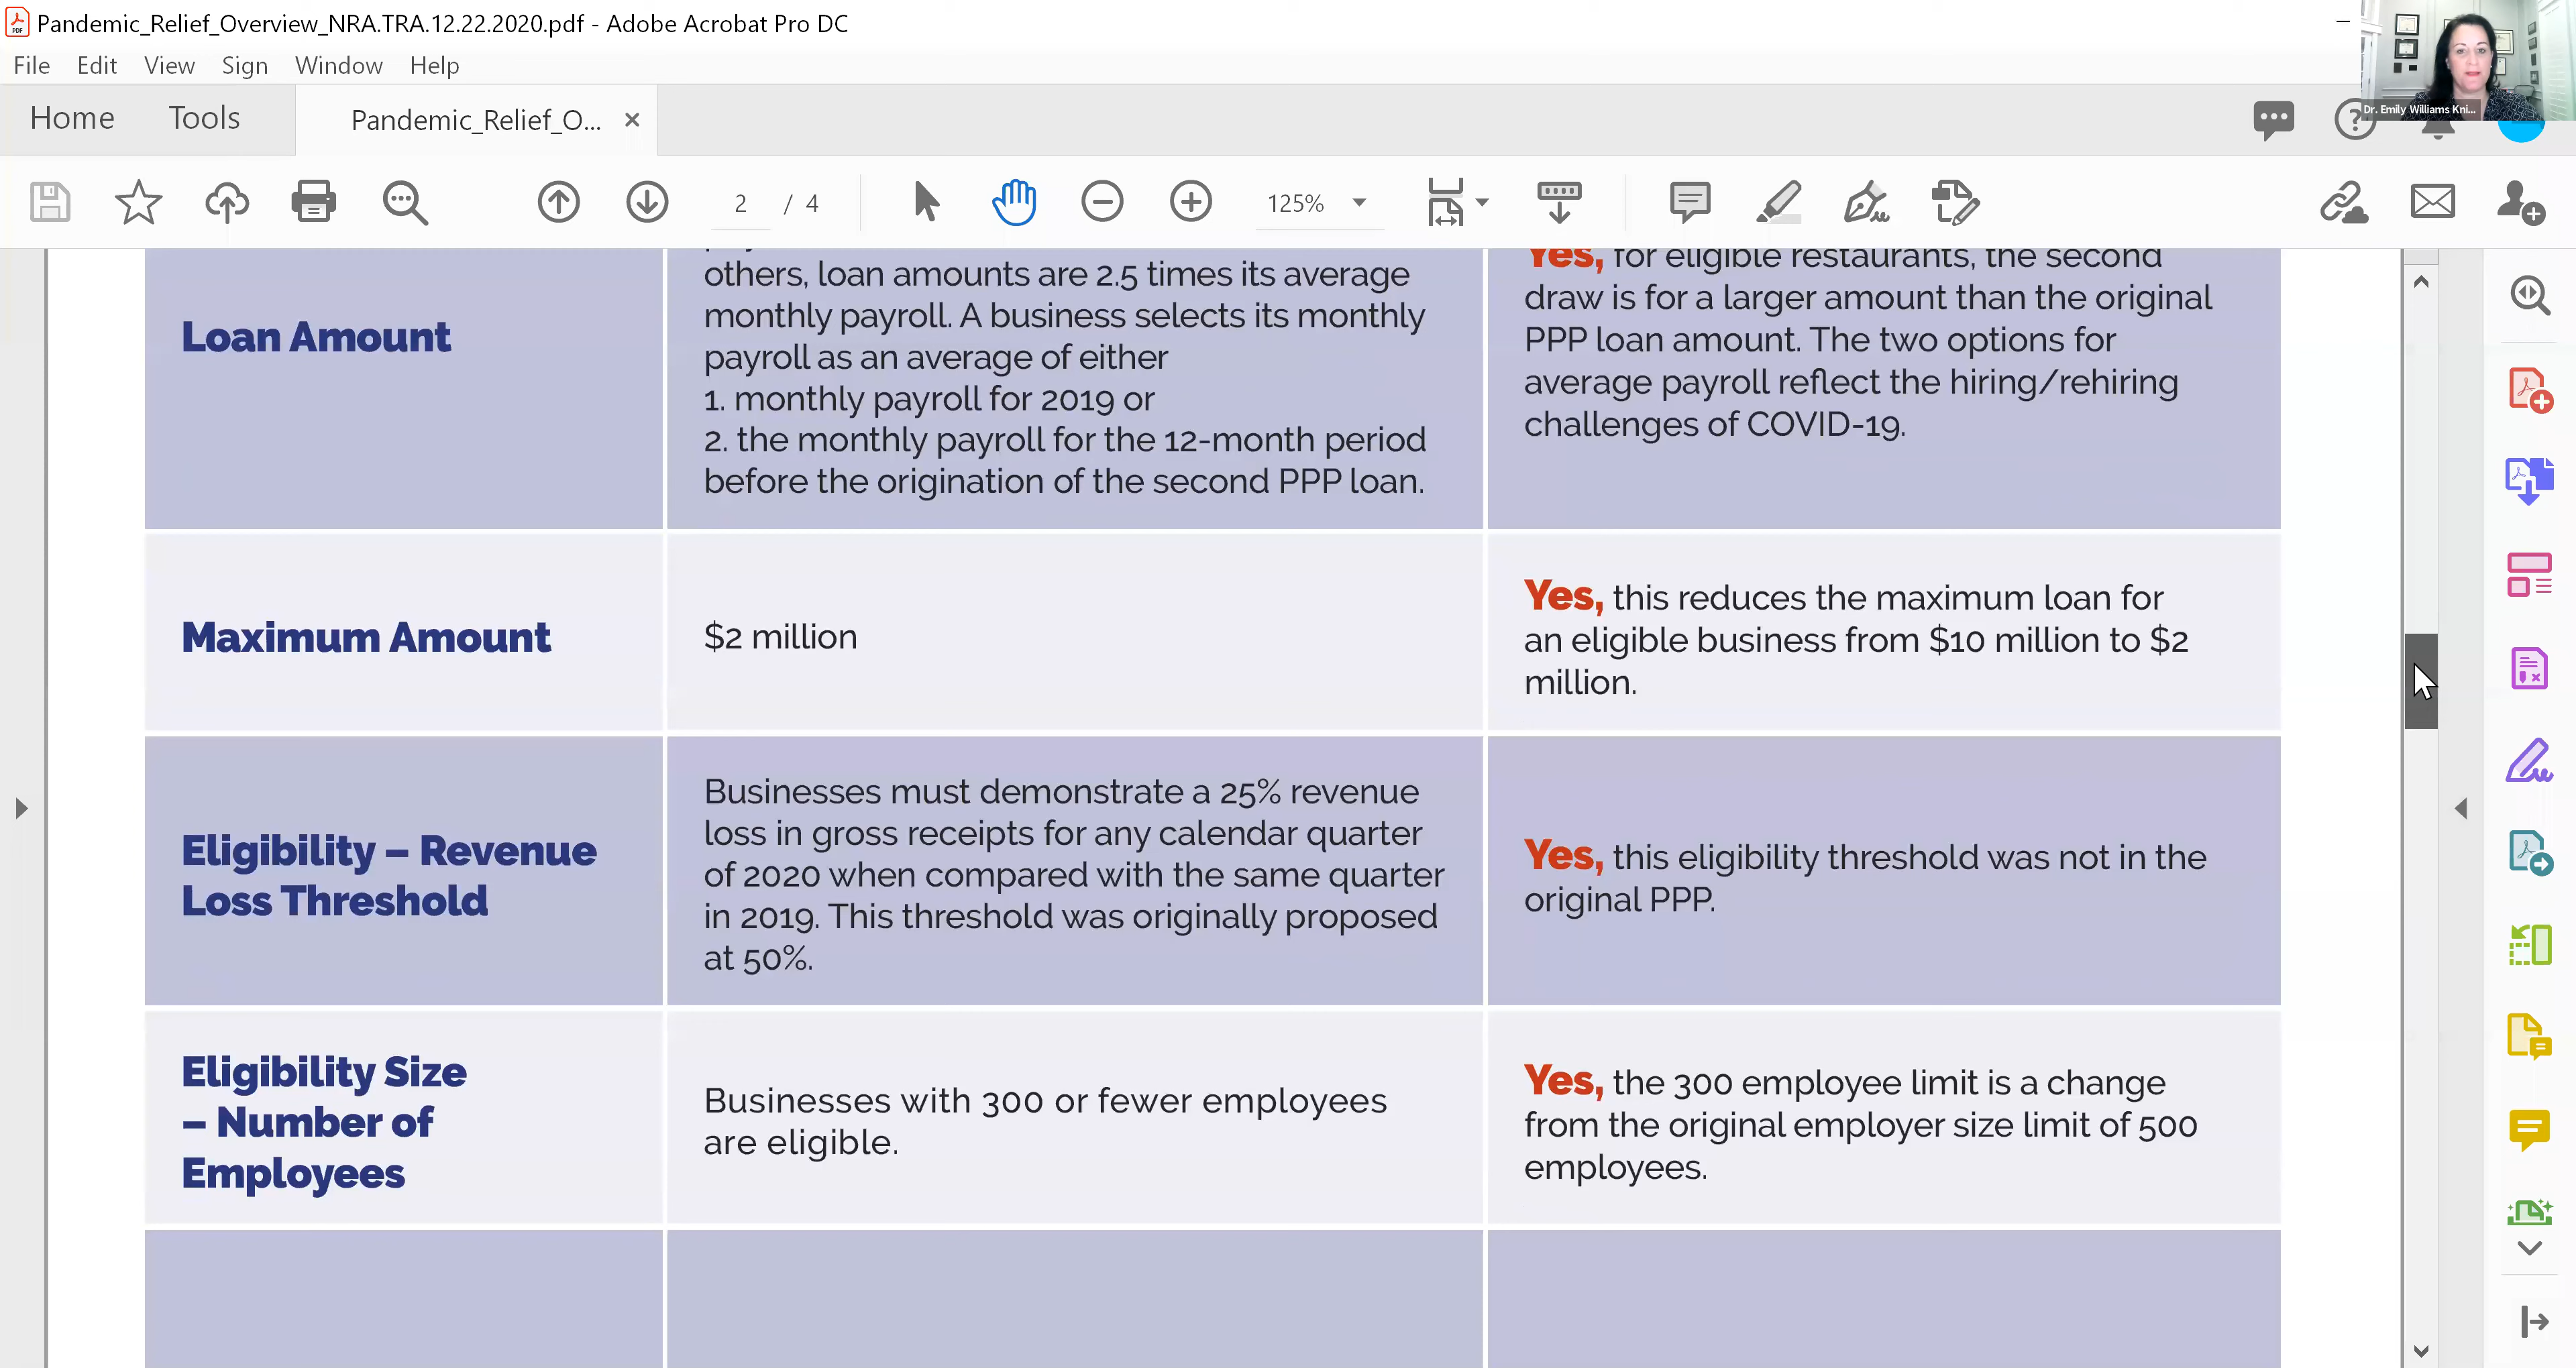 Pandemic_Relief_Overview_NRA.TRA.12.22.2020.pdf - Adobe Acrobat Pro DC
File Edit View Sign Window Help
Dr. Emily Williams Kni...
Home Tools Pandemic_Relief_O... ×
2 / 4 125%
Loan Amount
others, loan amounts are 2.5 times its average
monthly payroll. A business selects its monthly
payroll as an average of either
1. monthly payroll for 2019 or
2. the monthly payroll for the 12-month period
before the origination of the second PPP loan.
Yes, for eligible restaurants, the second
draw is for a larger amount than the original
PPP loan amount. The two options for
average payroll reflect the hiring/rehiring
challenges of COVID-19.
Maximum Amount
$2 million
Yes, this reduces the maximum loan for
an eligible business from $10 million to $2
million.
Eligibility – Revenue
Loss Threshold
Businesses must demonstrate a 25% revenue
loss in gross receipts for any calendar quarter
of 2020 when compared with the same quarter
in 2019. This threshold was originally proposed
at 50%.
Yes, this eligibility threshold was not in the
original PPP.
Eligibility Size
– Number of
Employees
Businesses with 300 or fewer employees
are eligible.
Yes, the 300 employee limit is a change
from the original employer size limit of 500
employees.